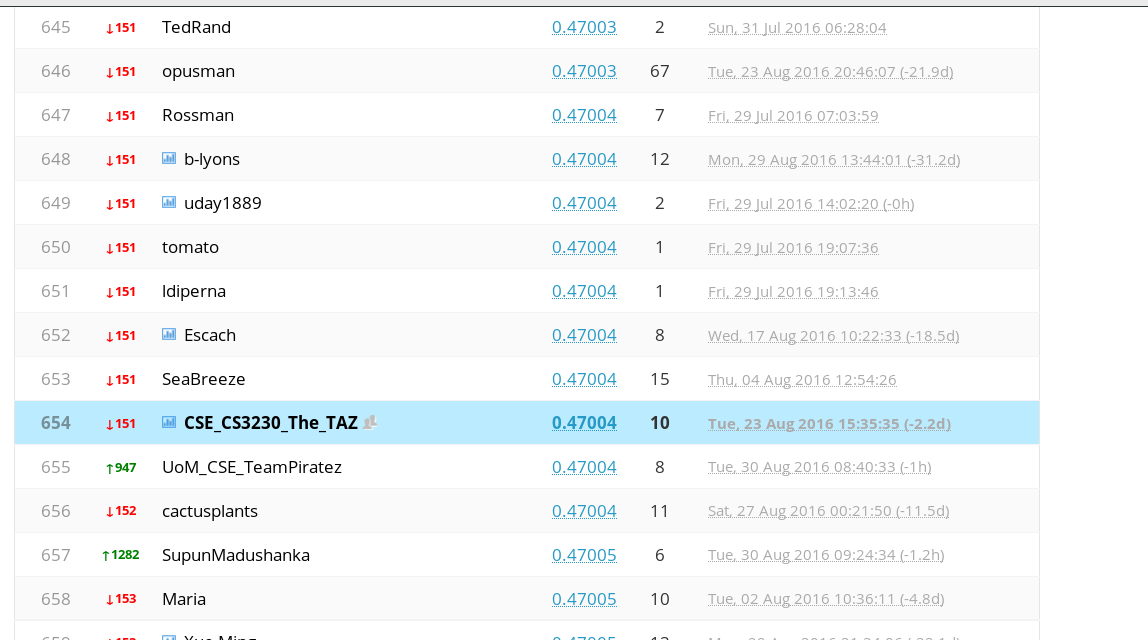 645 ↓151 TedRand 0.47003 2 Sun, 31 Jul 2016 06:28:04
646 ↓151 opusman 0.47003 67 Tue, 23 Aug 2016 20:46:07 (-21.9d)
647 ↓151 Rossman 0.47004 7 Fri, 29 Jul 2016 07:03:59
648 ↓151 b-lyons 0.47004 12 Mon, 29 Aug 2016 13:44:01 (-31.2d)
649 ↓151 uday1889 0.47004 2 Fri, 29 Jul 2016 14:02:20 (-0h)
650 ↓151 tomato 0.47004 1 Fri, 29 Jul 2016 19:07:36
651 ↓151 ldiperna 0.47004 1 Fri, 29 Jul 2016 19:13:46
652 ↓151 Escach 0.47004 8 Wed, 17 Aug 2016 10:22:33 (-18.5d)
653 ↓151 SeaBreeze 0.47004 15 Thu, 04 Aug 2016 12:54:26
654 ↓151 CSE_CS3230_The_TAZ 0.47004 10 Tue, 23 Aug 2016 15:35:35 (-2.2d)
655 ↑947 UoM_CSE_TeamPiratez 0.47004 8 Tue, 30 Aug 2016 08:40:33 (-1h)
656 ↓152 cactusplants 0.47004 11 Sat, 27 Aug 2016 00:21:50 (-11.5d)
657 ↑1282 SupunMadushanka 0.47005 6 Tue, 30 Aug 2016 09:24:34 (-1.2h)
658 ↓153 Maria 0.47005 10 Tue, 02 Aug 2016 10:36:11 (-4.8d)